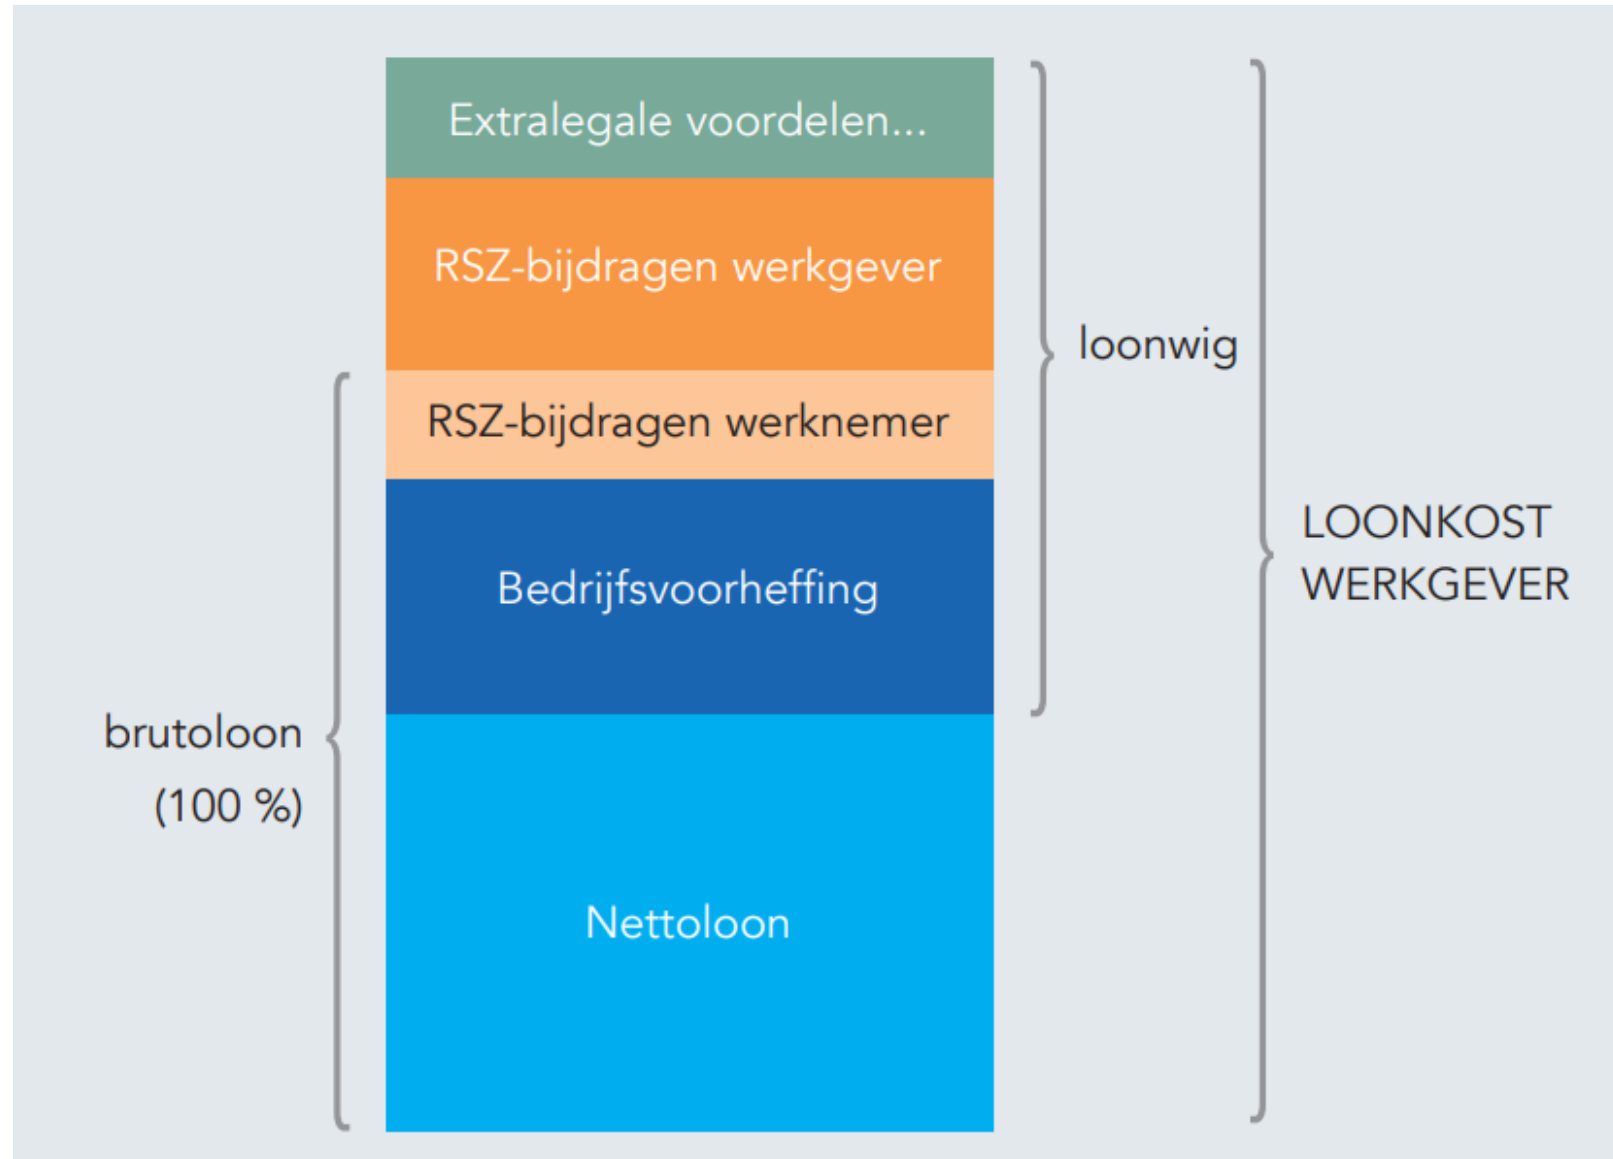 Extralegale voordelen...
RSZ-bijdragen werkgever
loonwig
RSZ-bijdragen werknemer
LOONKOST
WERKGEVER
Bedrijfsvoorheffing
brutoloon
(100 %)
Nettoloon